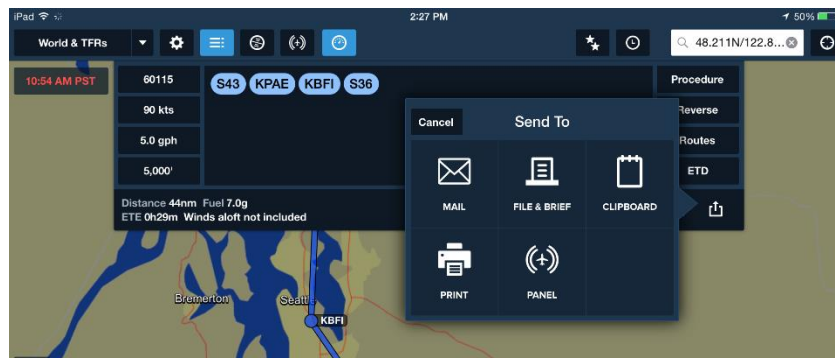 iPad
2:27 PM
50%
World & TFRs
48.211N/122.8...
10:54 AM PST
60115
S43 KPAE KBFI S36
Procedure
90 kts
Reverse
5.0 gph
Routes
5,000'
ETD
Cancel
Send To
MAIL
FILE & BRIEF
CLIPBOARD
PRINT
PANEL
Distance 44nm Fuel 7.0g
ETE 0h29m Winds aloft not included
Bremerton
Seattl
KBFI